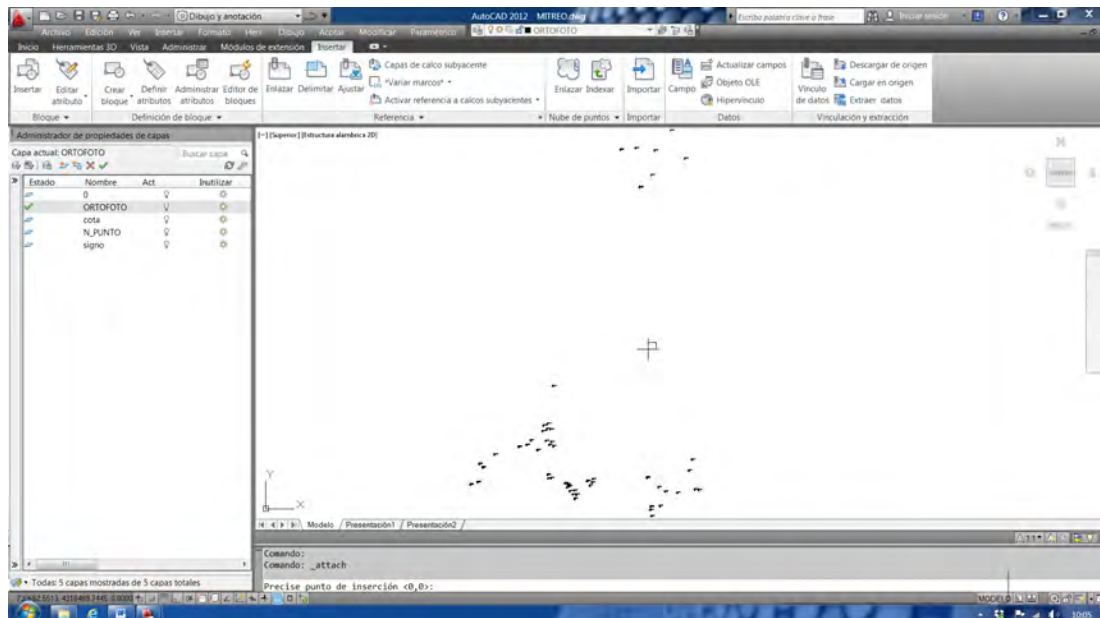 Dibujo y anotación
AutoCAD 2012 MITREO.dwg
Escriba palabra clave o frase
Iniciar sesión
Archivo Edición Ver Insertar Formato Herr Dibujo Acotar Modificar Paramétrico
ORTOFOTO
Inicio Herramientas 3D Vista Administrar Módulos de extensión Insertar
Insertar
Editar atributo
Crear bloque
Definir atributos
Administrar atributos
Editor de bloques
Enlazar Delimitar Ajustar
Capas de calco subyacente
*Variar marcos*
Activar referencia a calcos subyacentes
Enlazar Indexar
Importar
Campo
Actualizar campos
Objeto OLE
Hipervínculo
Vínculo de datos
Descargar de origen
Cargar en origen
Extraer datos
Bloque Definición de bloque Referencia Nube de puntos Importar Datos Vinculación y extracción
Administrador de propiedades de capas
Capa actual: ORTOFOTO
Buscar capa
Estado Nombre Act Inutilizar
0
ORTOFOTO
cota
N_PUNTO
signo
[−] [Superior] [Estructura alámbrica 2D]
Y
X
Modelo Presentación1 Presentación2
Comando:
Comando: _attach
Precise punto de inserción <0,0>:
Todas: 5 capas mostradas de 5 capas totales
MODELO
10:05